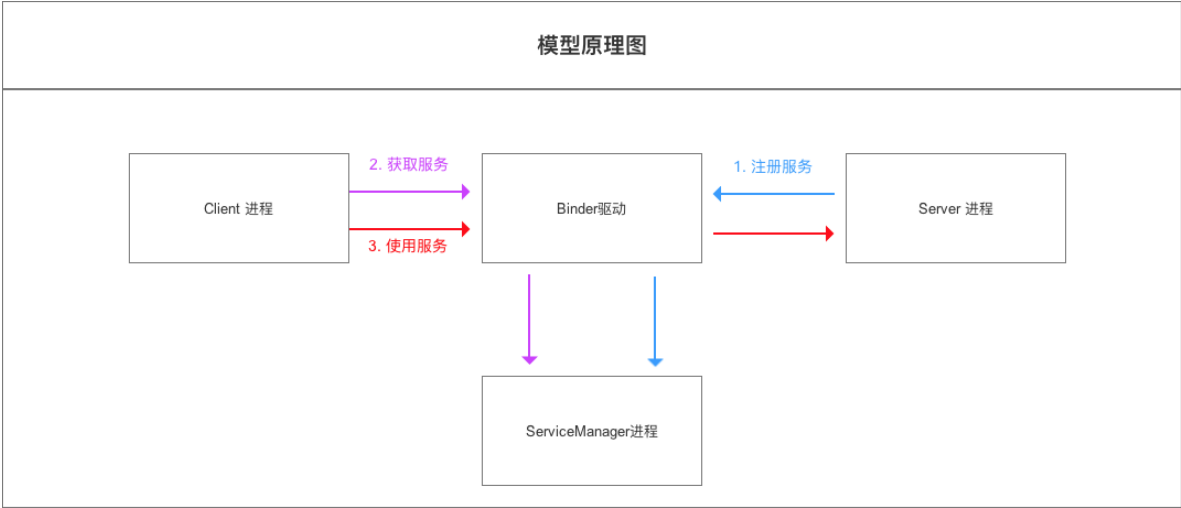 模型原理图
2. 获取服务
1. 注册服务
Client 进程
Binder驱动
Server 进程
3. 使用服务
ServiceManager进程